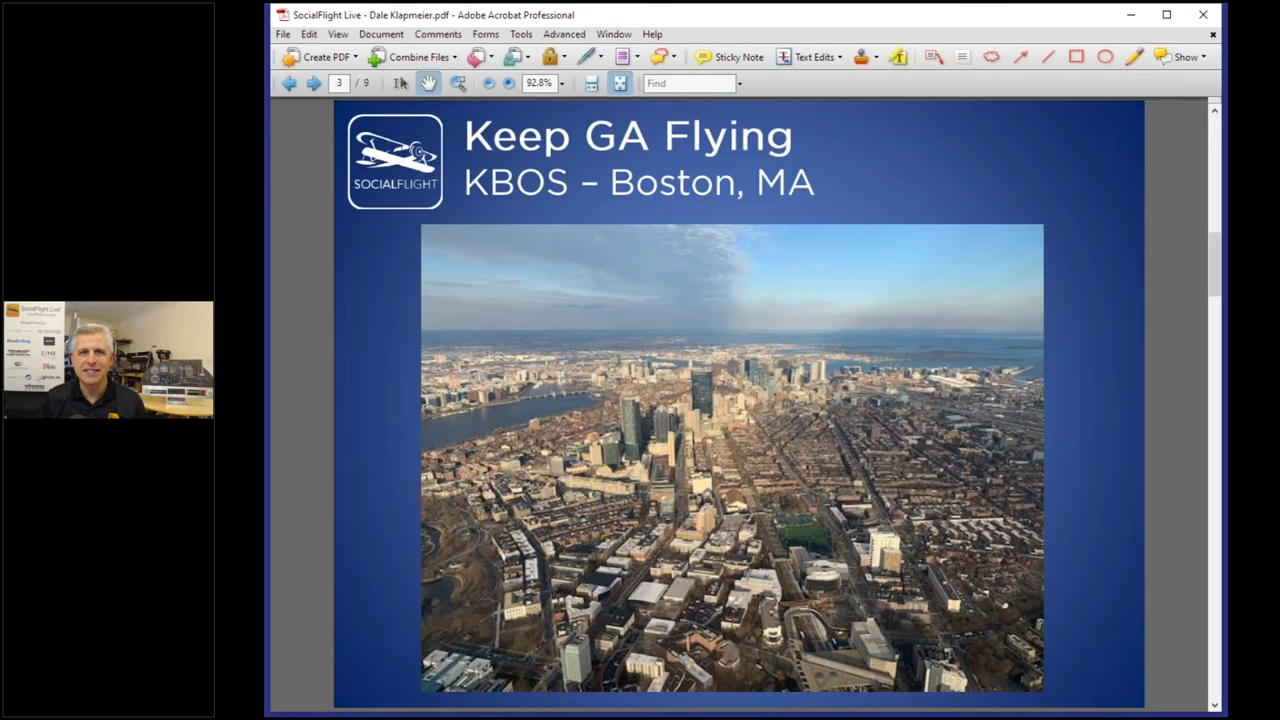 SocialFlight Live - Dale Klapmeier.pdf - Adobe Acrobat Professional
File Edit View Document Comments Forms Tools Advanced Window Help
Create PDF Combine Files Sticky Note Text Edits Show
3 / 9 92.8% Find
SOCIALFLIGHT
Keep GA Flying
KBOS – Boston, MA
SocialFlight Live!